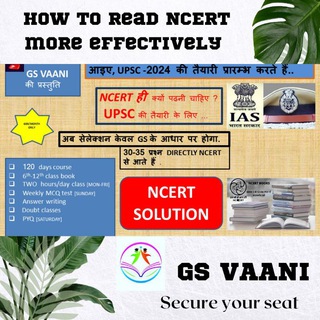 HOW TO ReaD NCERT
more effectively
GS VAANI
की प्रस्तुति
आइए, UPSC -2024 की तैयारी प्रारम्भ करते हैं..
NCERT ही क्यों पढनी चाहिए ?
UPSC की तैयारी के लिए
IAS
अब सेलेक्शन केवल GS के आधार पर होगा.
30-35 प्रश्न DIRECTLY NCERT
से आते हैं .
120 days course
6th-12th class book
TWO hours/day class [MON-FRI]
Weekly MCQ test [SUNDAY]
Answer writing
Doubt classes
PYQ [SATURDAY]
NCERT
SOLUTION
NCERT BOOKS
GS VAANI
Secure your seat